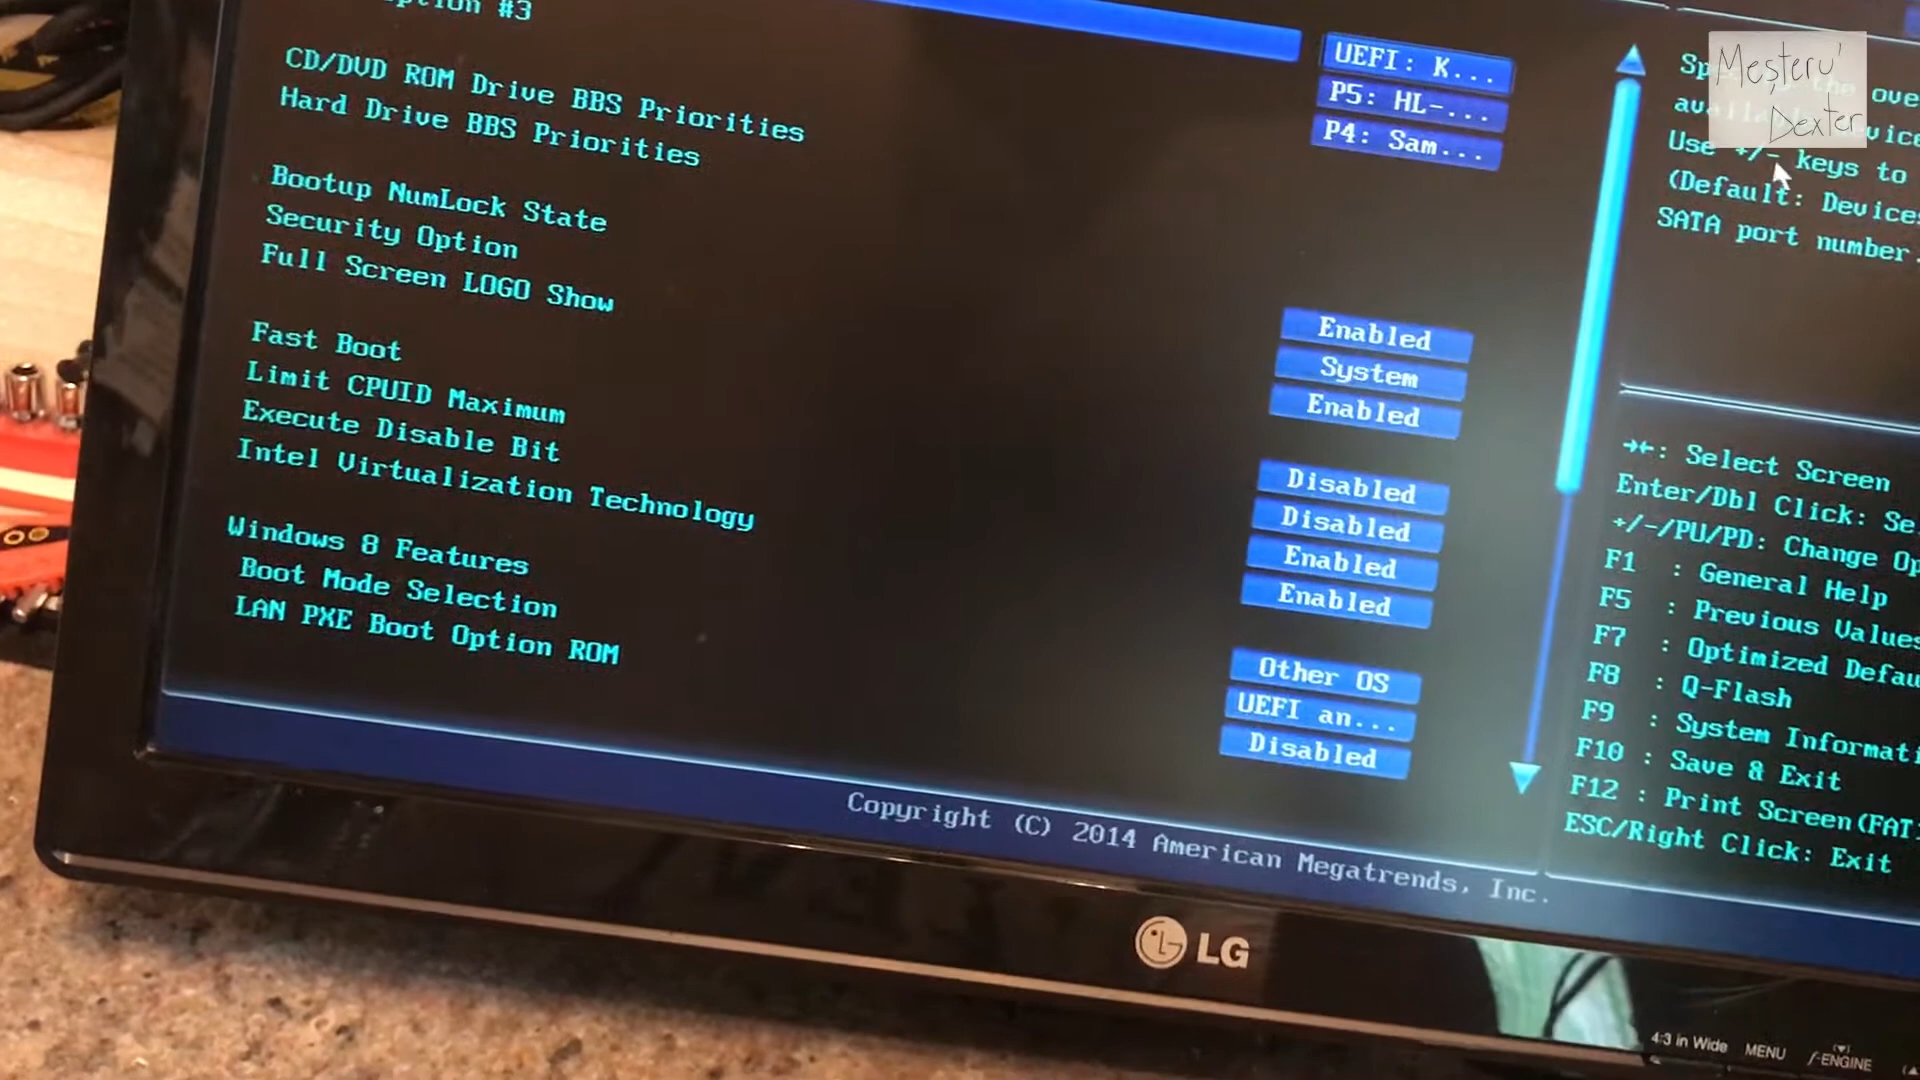 #3
UEFI: K...
P5: HL-...
P4: Sam...
CD/DVD ROM Drive BBS Priorities
Hard Drive BBS Priorities
Bootup NumLock State
Enabled
Security Option
System
Full Screen LOGO Show
Enabled
Fast Boot
Disabled
Limit CPUID Maximum
Disabled
Execute Disable Bit
Enabled
Intel Virtualization Technology
Enabled
Windows 8 Features
Other OS
Boot Mode Selection
UEFI an...
LAN PXE Boot Option ROM
Disabled
the ove
Use +/- keys to
(Default: Devices
SATA port number.
→←: Select Screen
Enter/Dbl Click: Se
+/-/PU/PD: Change Op
F1 : General Help
F5 : Previous Values
F7 : Optimized Defau
F8 : Q-Flash
F9 : System Informati
F10 : Save & Exit
F12 : Print Screen(FAT
ESC/Right Click: Exit
Copyright (C) 2014 American Megatrends, Inc.
LG
4:3 in Wide MENU f-ENGINE
Meșteru'
Dexter